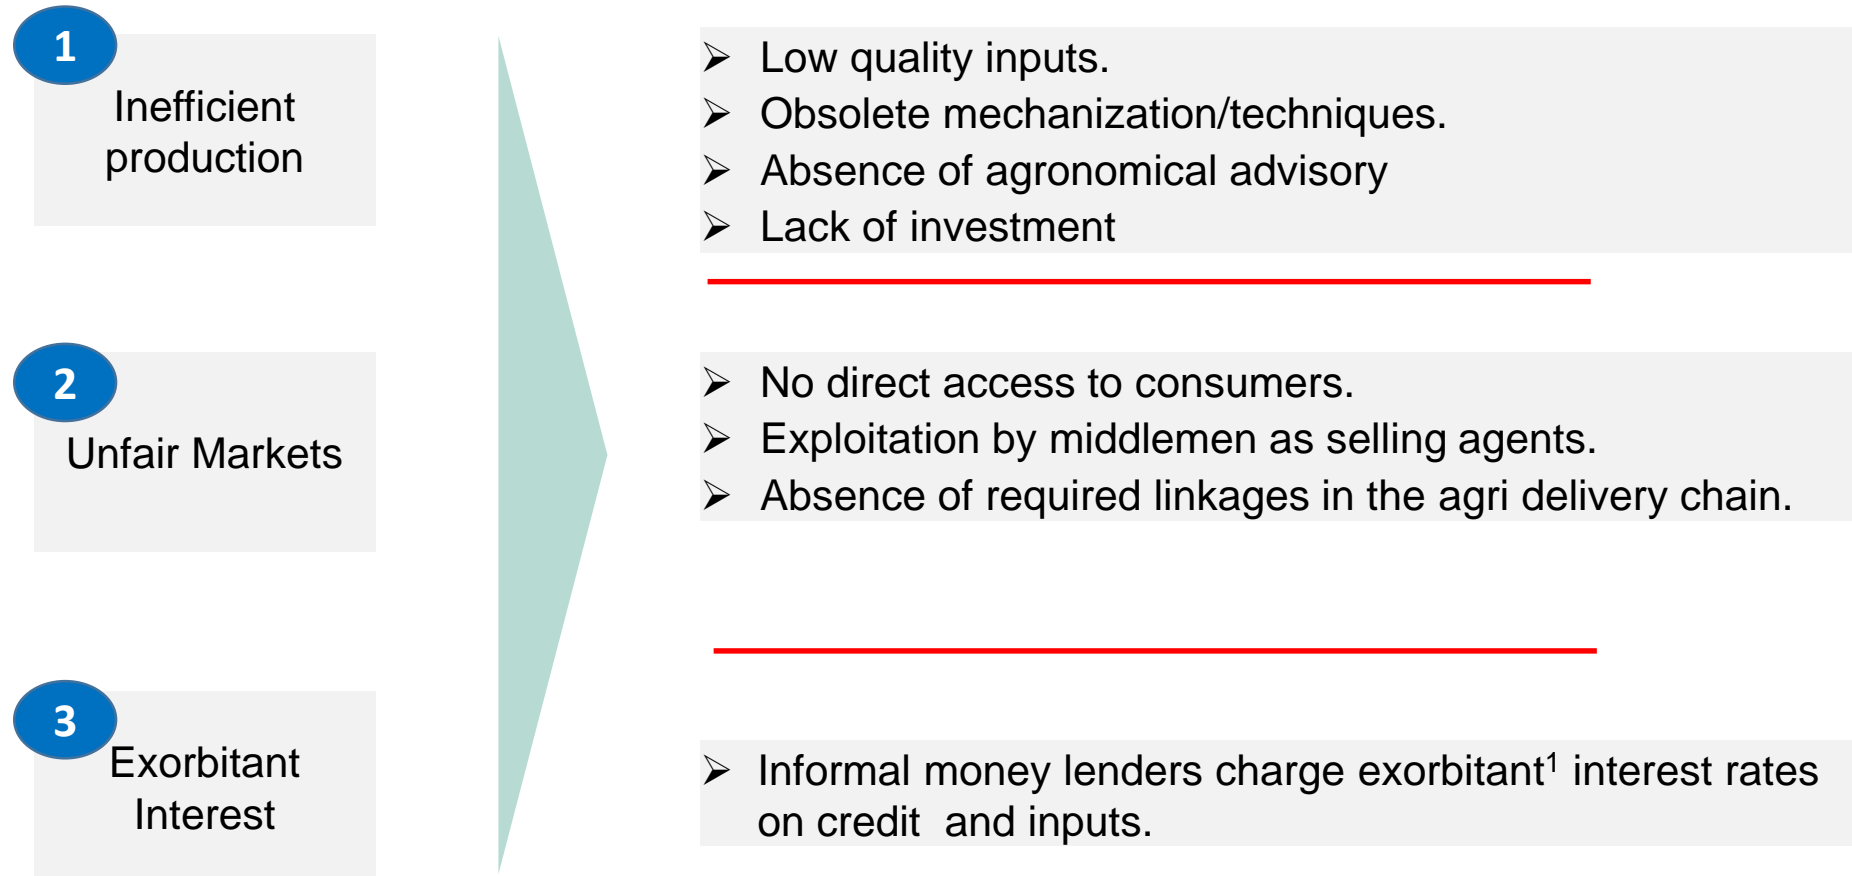 1
Inefficient
production
➢ Low quality inputs.
➢ Obsolete mechanization/techniques.
➢ Absence of agronomical advisory
➢ Lack of investment
2
Unfair Markets
➢ No direct access to consumers.
➢ Exploitation by middlemen as selling agents.
➢ Absence of required linkages in the agri delivery chain.
3
Exorbitant
Interest
➢ Informal money lenders charge exorbitant¹ interest rates
on credit  and inputs.